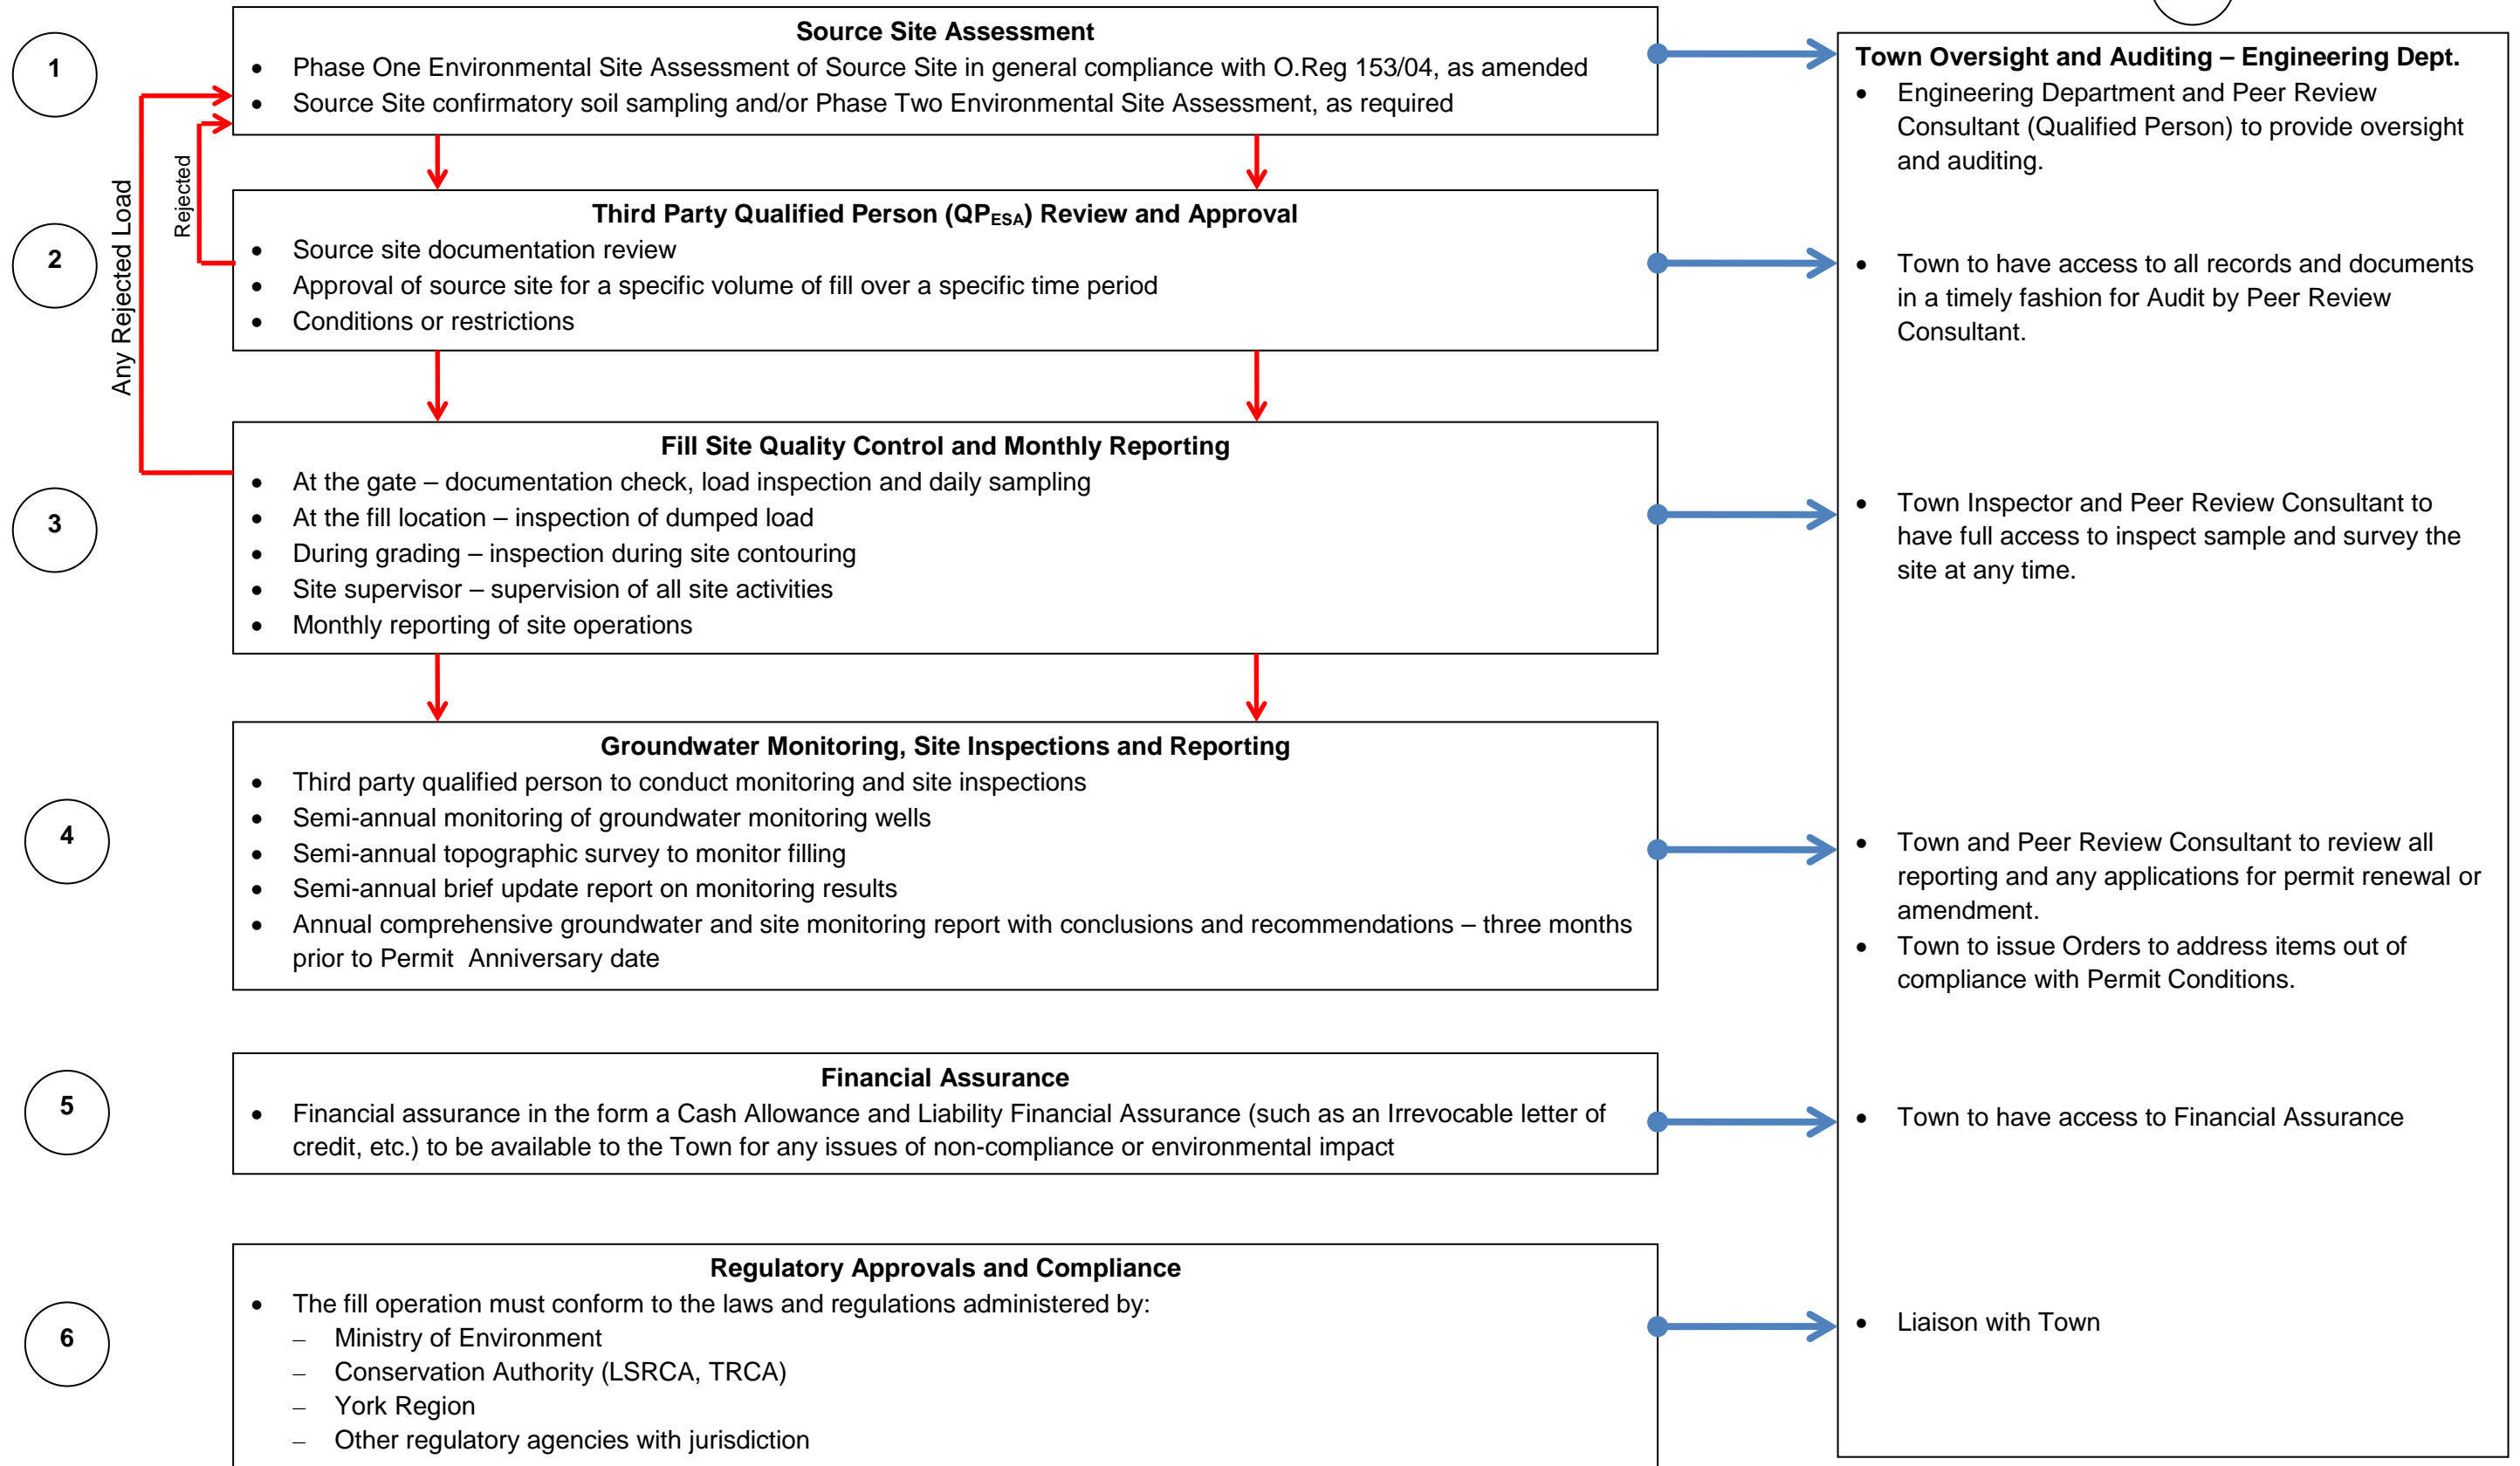 1
Source Site Assessment
• Phase One Environmental Site Assessment of Source Site in general compliance with O.Reg 153/04, as amended
• Source Site confirmatory soil sampling and/or Phase Two Environmental Site Assessment, as required
Any Rejected Load
Rejected
2
Third Party Qualified Person (QPESA) Review and Approval
• Source site documentation review
• Approval of source site for a specific volume of fill over a specific time period
• Conditions or restrictions
3
Fill Site Quality Control and Monthly Reporting
• At the gate – documentation check, load inspection and daily sampling
• At the fill location – inspection of dumped load
• During grading – inspection during site contouring
• Site supervisor – supervision of all site activities
• Monthly reporting of site operations
4
Groundwater Monitoring, Site Inspections and Reporting
• Third party qualified person to conduct monitoring and site inspections
• Semi-annual monitoring of groundwater monitoring wells
• Semi-annual topographic survey to monitor filling
• Semi-annual brief update report on monitoring results
• Annual comprehensive groundwater and site monitoring report with conclusions and recommendations – three months
prior to Permit Anniversary date
5
Financial Assurance
• Financial assurance in the form a Cash Allowance and Liability Financial Assurance (such as an Irrevocable letter of
credit, etc.) to be available to the Town for any issues of non-compliance or environmental impact
6
Regulatory Approvals and Compliance
• The fill operation must conform to the laws and regulations administered by:
– Ministry of Environment
– Conservation Authority (LSRCA, TRCA)
– York Region
– Other regulatory agencies with jurisdiction
Town Oversight and Auditing – Engineering Dept.
• Engineering Department and Peer Review
Consultant (Qualified Person) to provide oversight
and auditing.
• Town to have access to all records and documents
in a timely fashion for Audit by Peer Review
Consultant.
• Town Inspector and Peer Review Consultant to
have full access to inspect sample and survey the
site at any time.
• Town and Peer Review Consultant to review all
reporting and any applications for permit renewal or
amendment.
• Town to issue Orders to address items out of
compliance with Permit Conditions.
• Town to have access to Financial Assurance
• Liaison with Town